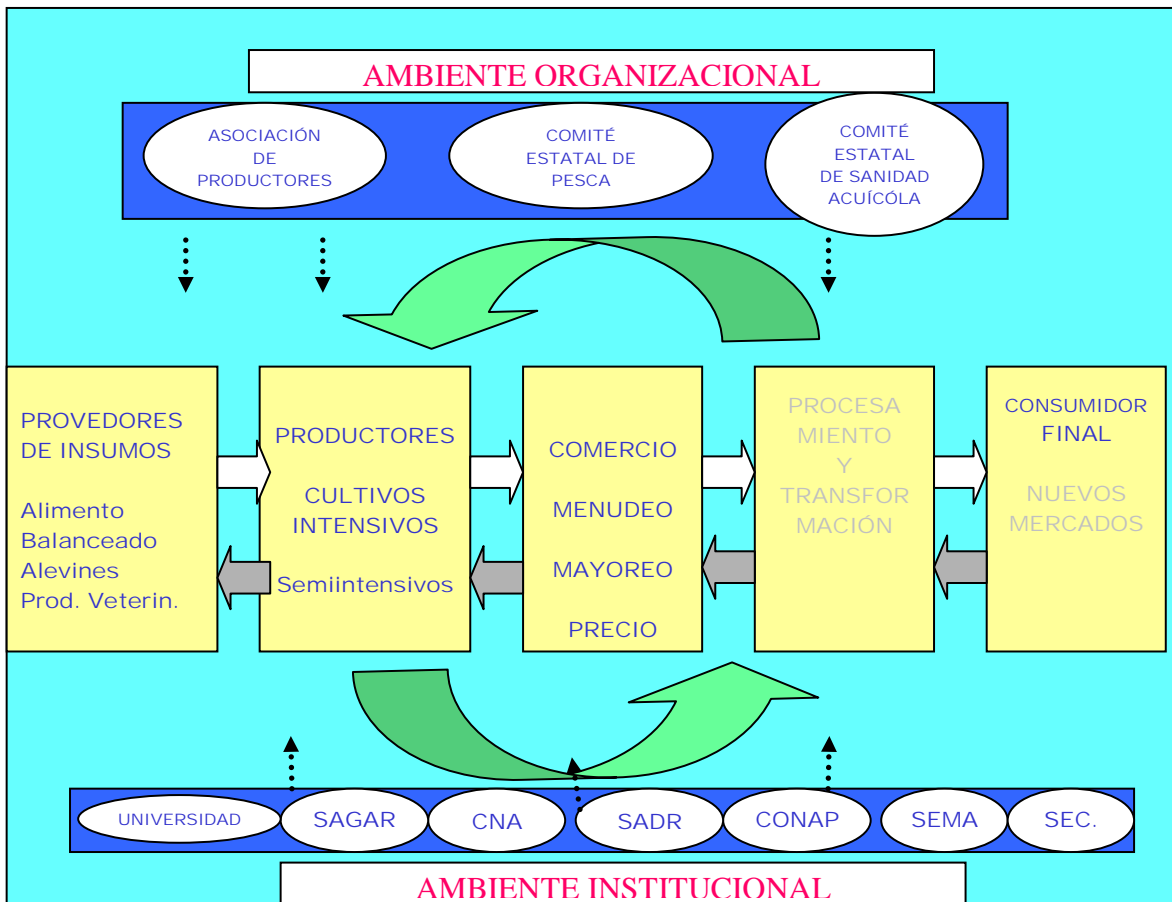 AMBIENTE ORGANIZACIONAL
ASOCIACIÓN
DE
PRODUCTORES
COMITÉ
ESTATAL DE
PESCA
COMITÉ
ESTATAL
DE SANIDAD
ACUÍCÓLA
PROVEDORES
DE INSUMOS
Alimento
Balanceado
Alevines
Prod. Veterin.
PRODUCTORES
CULTIVOS
INTENSIVOS
Semiintensivos
COMERCIO
MENUDEO
MAYOREO
PRECIO
PROCESA
MIENTO
Y
TRANSFOR
MACIÓN
CONSUMIDOR
FINAL
NUEVOS
MERCADOS
UNIVERSIDAD
SAGAR
CNA
SADR
CONAP
SEMA
SEC.
AMBIENTE INSTITUCIONAL